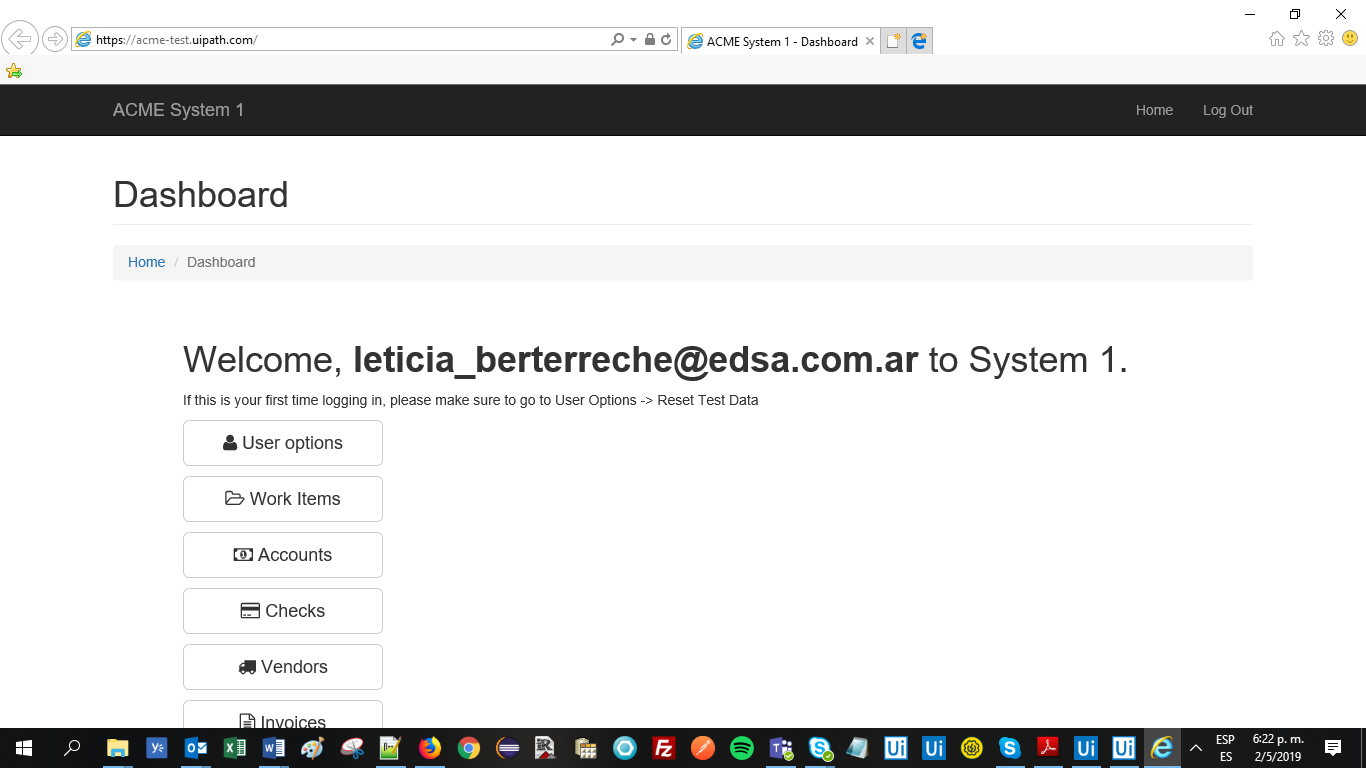 https://acme-test.uipath.com/
ACME System 1 - Dashboard
ACME System 1
Home
Log Out
Dashboard
Home / Dashboard
Welcome, leticia_berterreche@edsa.com.ar to System 1.
If this is your first time logging in, please make sure to go to User Options -> Reset Test Data
User options
Work Items
Accounts
Checks
Vendors
Invoices
ESP
ES
6:22 p. m.
2/5/2019